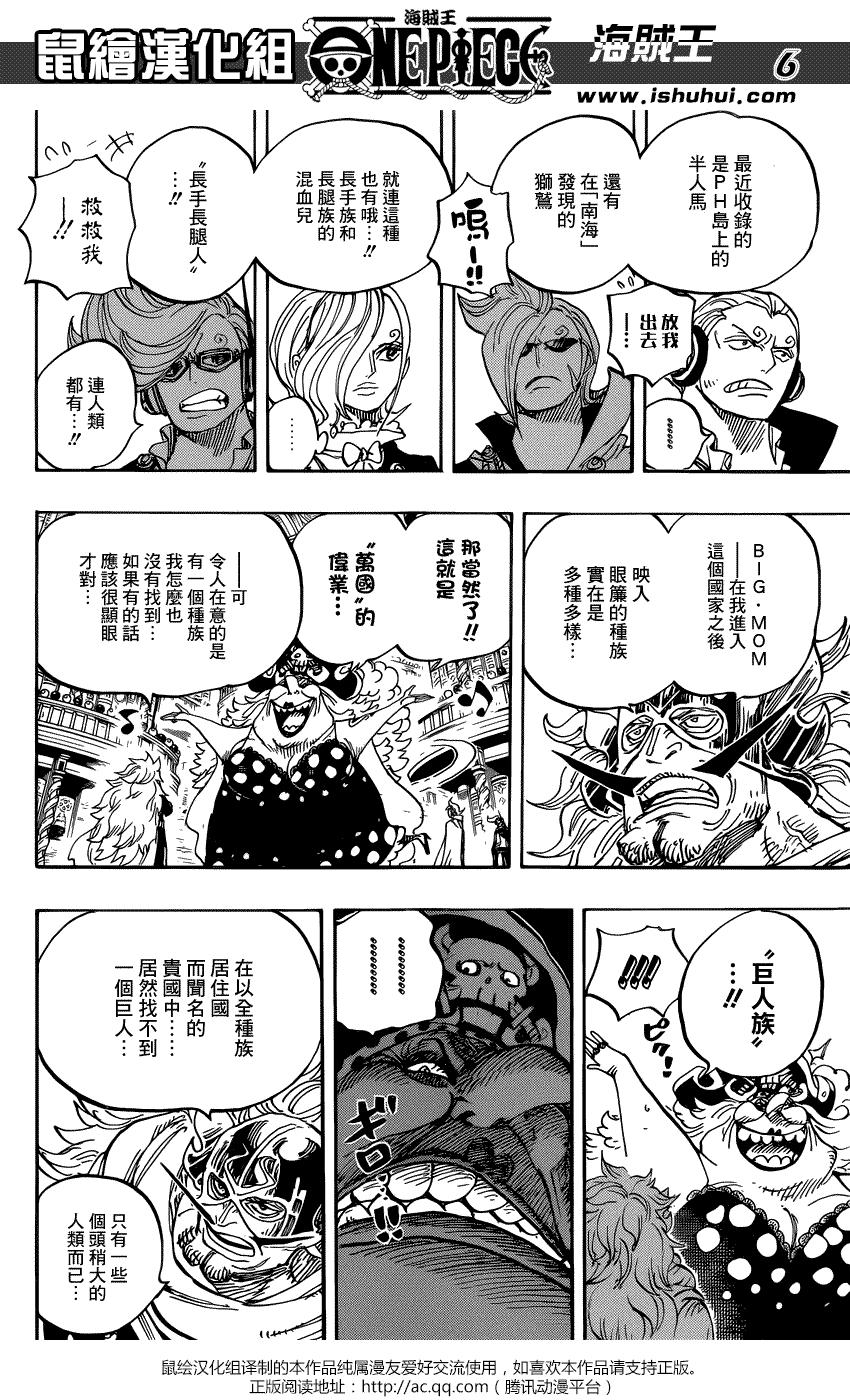 鼠繪漢化組
海賊王
ONE PIECE
海賊王
www.ishuhui.com
6
最近收錄的
是PH島上的
半人馬
放我
出去
——…
………
還有
在「南海」
發現的
獅鷲
嗚ー!!
就連這種
也有哦…!!
長手族和
長腿族的
混血兒
……
〝長手長腿人〞
…!!
救救我
—!!
連人類
都有…!!
BIG・MOM
——在我進入
這個國家之後
映入
眼簾的種族
實在是
多種多樣…
那當然了!!
這就是
〝萬國〞的
偉業…
——可
令人在意的是
有一個種族
我怎麼也
沒有找到…
如果有的話
應該很顯眼
才對…
〝巨人族〞
…!!
!!!
ピクッ
………
………
ギロッ…!!
在以全種族
居住國
而聞名的
貴國中……
居然找不到
一個巨人…
只有一些
個頭稍大的
人類而已…
鼠绘汉化组译制的本作品纯属漫友爱好交流使用，如喜欢本作品请支持正版。
正版阅读地址：http://ac.qq.com（腾讯动漫平台）